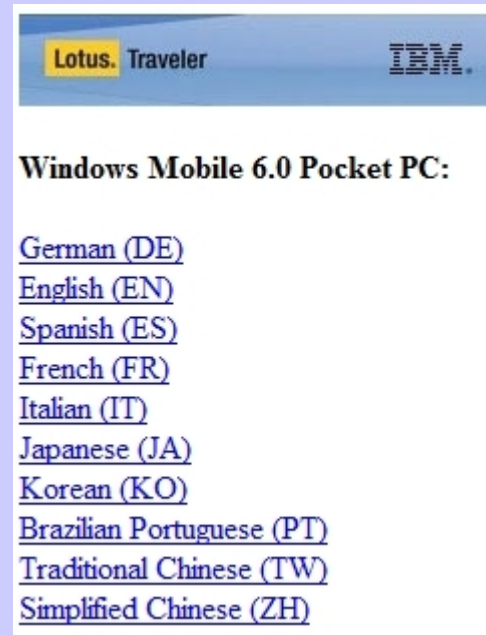 Lotus. Traveler IBM.
Windows Mobile 6.0 Pocket PC:
German (DE)
English (EN)
Spanish (ES)
French (FR)
Italian (IT)
Japanese (JA)
Korean (KO)
Brazilian Portuguese (PT)
Traditional Chinese (TW)
Simplified Chinese (ZH)